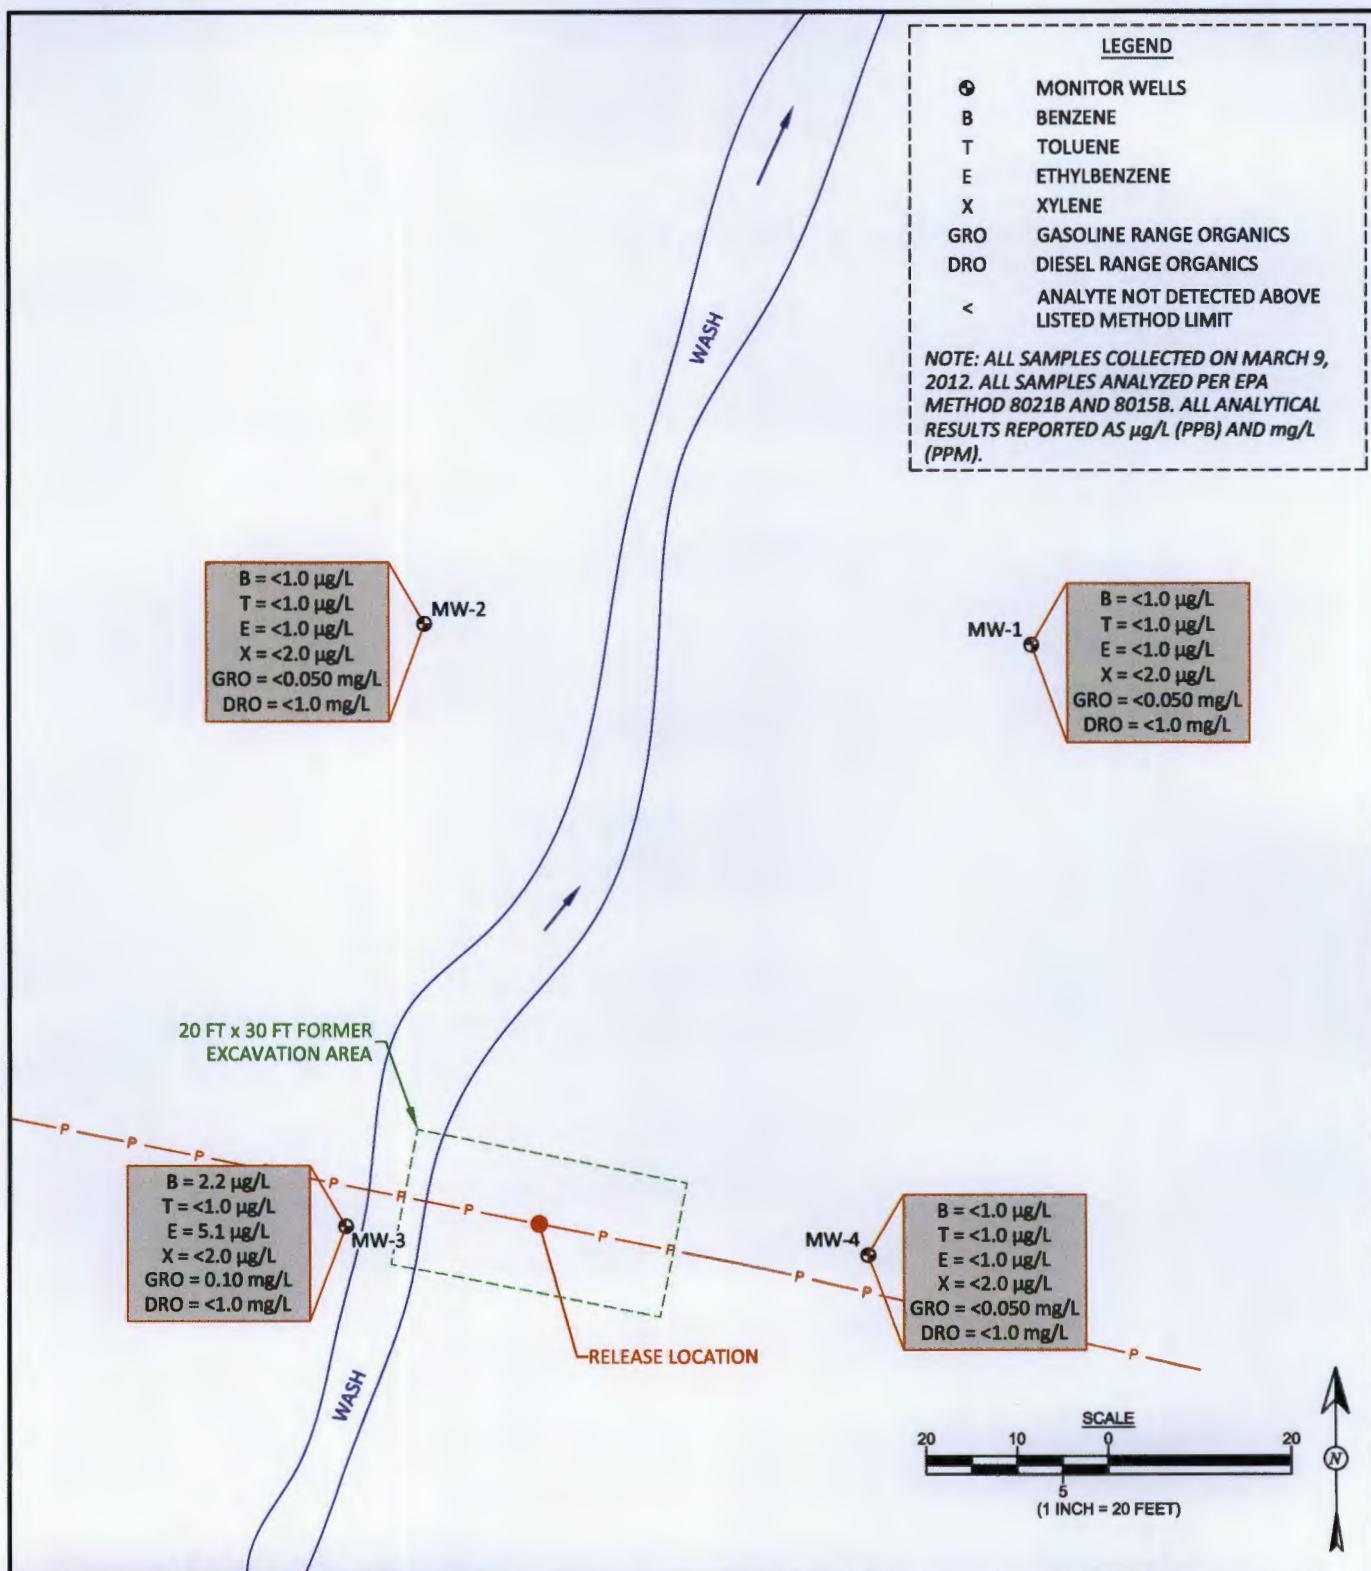 LEGEND
MONITOR WELLS
B BENZENE
T TOLUENE
E ETHYLBENZENE
X XYLENE
GRO GASOLINE RANGE ORGANICS
DRO DIESEL RANGE ORGANICS
< ANALYTE NOT DETECTED ABOVE
LISTED METHOD LIMIT
NOTE: ALL SAMPLES COLLECTED ON MARCH 9,
2012. ALL SAMPLES ANALYZED PER EPA
METHOD 8021B AND 8015B. ALL ANALYTICAL
RESULTS REPORTED AS µg/L (PPB) AND mg/L
(PPM).
WASH
B = <1.0 µg/L
T = <1.0 µg/L
E = <1.0 µg/L
X = <2.0 µg/L
GRO = <0.050 mg/L
DRO = <1.0 mg/L
MW-2
MW-1
B = <1.0 µg/L
T = <1.0 µg/L
E = <1.0 µg/L
X = <2.0 µg/L
GRO = <0.050 mg/L
DRO = <1.0 mg/L
20 FT x 30 FT FORMER
EXCAVATION AREA
P P P P P P P P P P P
B = 2.2 µg/L
T = <1.0 µg/L
E = 5.1 µg/L
X = <2.0 µg/L
GRO = 0.10 mg/L
DRO = <1.0 mg/L
MW-3
MW-4
B = <1.0 µg/L
T = <1.0 µg/L
E = <1.0 µg/L
X = <2.0 µg/L
GRO = <0.050 mg/L
DRO = <1.0 mg/L
RELEASE LOCATION
WASH
SCALE
20 10 0 20
5
(1 INCH = 20 FEET)
N